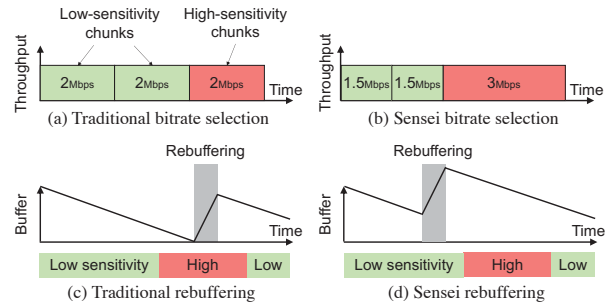 Low-sensitivity
chunks
High-sensitivity
chunks
Throughput
2Mbps
2Mbps
2Mbps
Time
(a) Traditional bitrate selection
Throughput
1.5Mbps
1.5Mbps
3Mbps
Time
(b) Sensei bitrate selection
Rebuffering
Buffer
Time
Low sensitivity
High
Low
(c) Traditional rebuffering
Rebuffering
Buffer
Time
Low sensitivity
High
Low
(d) Sensei rebuffering